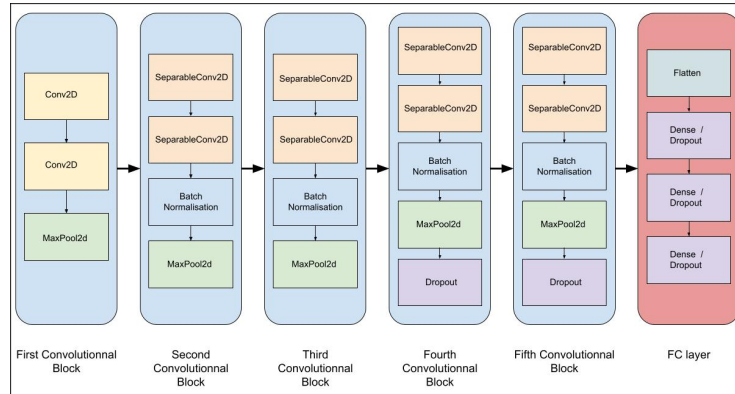 Conv2D
Conv2D
MaxPool2d
First Convolutionnal
Block
SeparableConv2D
SeparableConv2D
Batch
Normalisation
MaxPool2d
Second
Convolutionnal
Block
SeparableConv2D
SeparableConv2D
Batch
Normalisation
MaxPool2d
Third
Convolutionnal
Block
SeparableConv2D
SeparableConv2D
Batch
Normalisation
MaxPool2d
Dropout
Fourth
Convolutionnal
Block
SeparableConv2D
SeparableConv2D
Batch
Normalisation
MaxPool2d
Dropout
Fifth Convolutionnal
Block
Flatten
Dense /
Dropout
Dense /
Dropout
Dense /
Dropout
FC layer